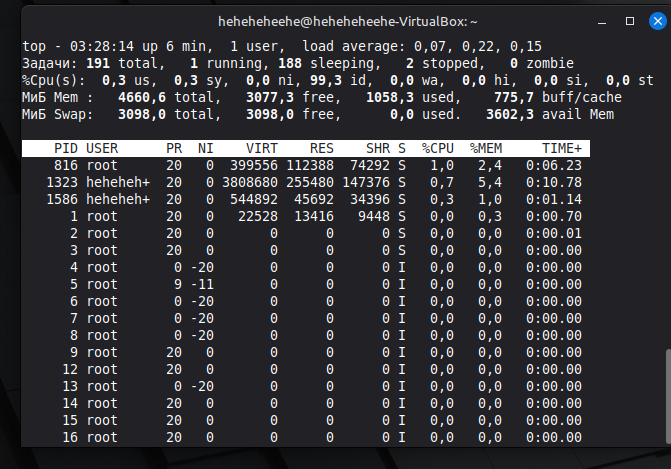 heheheheehe@heheheheehe-VirtualBox: ~
top - 03:28:14 up 6 min,  1 user,  load average: 0,07, 0,22, 0,15
Задачи: 191 total,   1 running, 188 sleeping,   2 stopped,   0 zombie
%Cpu(s):  0,3 us,  0,3 sy,  0,0 ni, 99,3 id,  0,0 wa,  0,0 hi,  0,0 si,  0,0 st
МиБ Mem :   4660,6 total,   3077,3 free,   1058,3 used,    775,7 buff/cache
МиБ Swap:   3098,0 total,   3098,0 free,      0,0 used.   3602,3 avail Mem
PID USER      PR  NI    VIRT    RES    SHR S  %CPU  %MEM     TIME+
816 root      20   0  399556 112388  74292 S   1,0   2,4   0:06.23
1323 heheheh+  20   0 3808680 255480 147376 S   0,7   5,4   0:10.78
1586 heheheh+  20   0  544892  45692  34396 S   0,3   1,0   0:01.14
1 root      20   0   22528  13416   9448 S   0,0   0,3   0:00.70
2 root      20   0       0      0      0 S   0,0   0,0   0:00.01
3 root      20   0       0      0      0 S   0,0   0,0   0:00.00
4 root       0 -20       0      0      0 I   0,0   0,0   0:00.00
5 root       9 -11       0      0      0 I   0,0   0,0   0:00.00
6 root       0 -20       0      0      0 I   0,0   0,0   0:00.00
7 root       0 -20       0      0      0 I   0,0   0,0   0:00.00
8 root       0 -20       0      0      0 I   0,0   0,0   0:00.00
9 root      20   0       0      0      0 I   0,0   0,0   0:00.00
12 root      20   0       0      0      0 I   0,0   0,0   0:00.00
13 root       0 -20       0      0      0 I   0,0   0,0   0:00.00
14 root      20   0       0      0      0 I   0,0   0,0   0:00.00
15 root      20   0       0      0      0 I   0,0   0,0   0:00.00
16 root      20   0       0      0      0 I   0,0   0,0   0:00.00